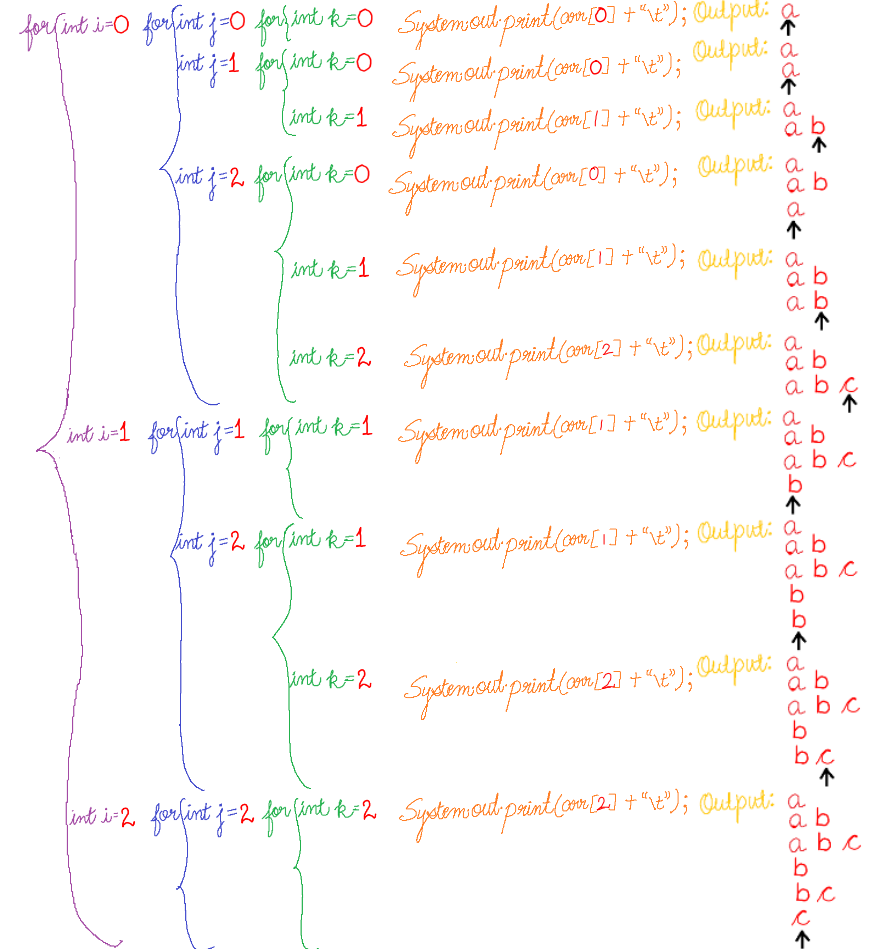 for int i=0 for int j=0 for int k=0 System.out.print(arr[0] + "\t"); Output: a
int j=1 for int k=0 System.out.print(arr[0] + "\t"); Output: a
a
int k=1 System.out.print(arr[1] + "\t"); Output: a
a b
int j=2 for int k=0 System.out.print(arr[0] + "\t"); Output: a
a b
a
int k=1 System.out.print(arr[1] + "\t"); Output: a
a b
a b
int k=2 System.out.print(arr[2] + "\t"); Output: a
a b
a b c
int i=1 for int j=1 for int k=1 System.out.print(arr[1] + "\t"); Output: a
a b
a b c
b
int j=2 for int k=1 System.out.print(arr[1] + "\t"); Output: a
a b
a b c
b
b
int k=2 System.out.print(arr[2] + "\t"); Output: a
a b
a b c
b
b c
int i=2 for int j=2 for int k=2 System.out.print(arr[2] + "\t"); Output: a
a b
a b c
b
b c
c